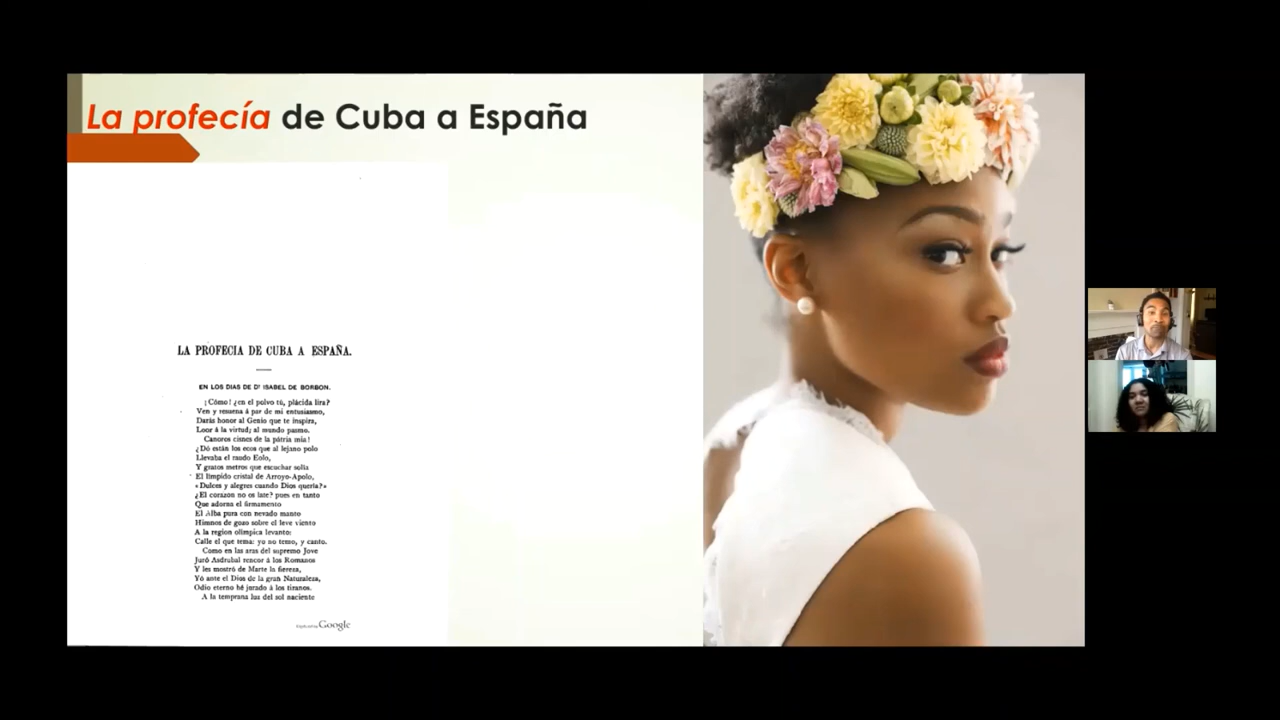 La profecía de Cuba a España
LA PROFECIA DE CUBA A ESPAÑA.
EN LOS DIAS DE Dª ISABEL DE BORBON.
¡Cómo! ¿en el polvo tú, plácida lira?
Ven y resuena á par de mi entusiasmo,
Darás honor al Genio que te inspira,
Loor á la virtud; al mundo pasmo.
Canoros cisnes de la pátria mia!
¿Dó están los ecos que al lejano polo
Llevaba el raudo Eolo,
Y gratos metros que escuchar solia
El límpido cristal de Arroyo-Apolo,
«Dulces y alegres cuando Dios queria?»
¿El corazon no os late? pues en tanto
Que adorna el firmamento
El Alba pura con nevado manto
Himnos de gozo sobre el leve viento
A la region olímpica levanto:
Calle el que tema: yo no temo, y canto.
Como en las aras del supremo Jove
Juró Asdrubal rencor á los Romanos
Y les mostró de Marte la fiereza,
Yó ante el Dios de la gran Naturaleza,
Odio eterno hé jurado á los tiranos.
A la temprana luz del sol naciente
Google